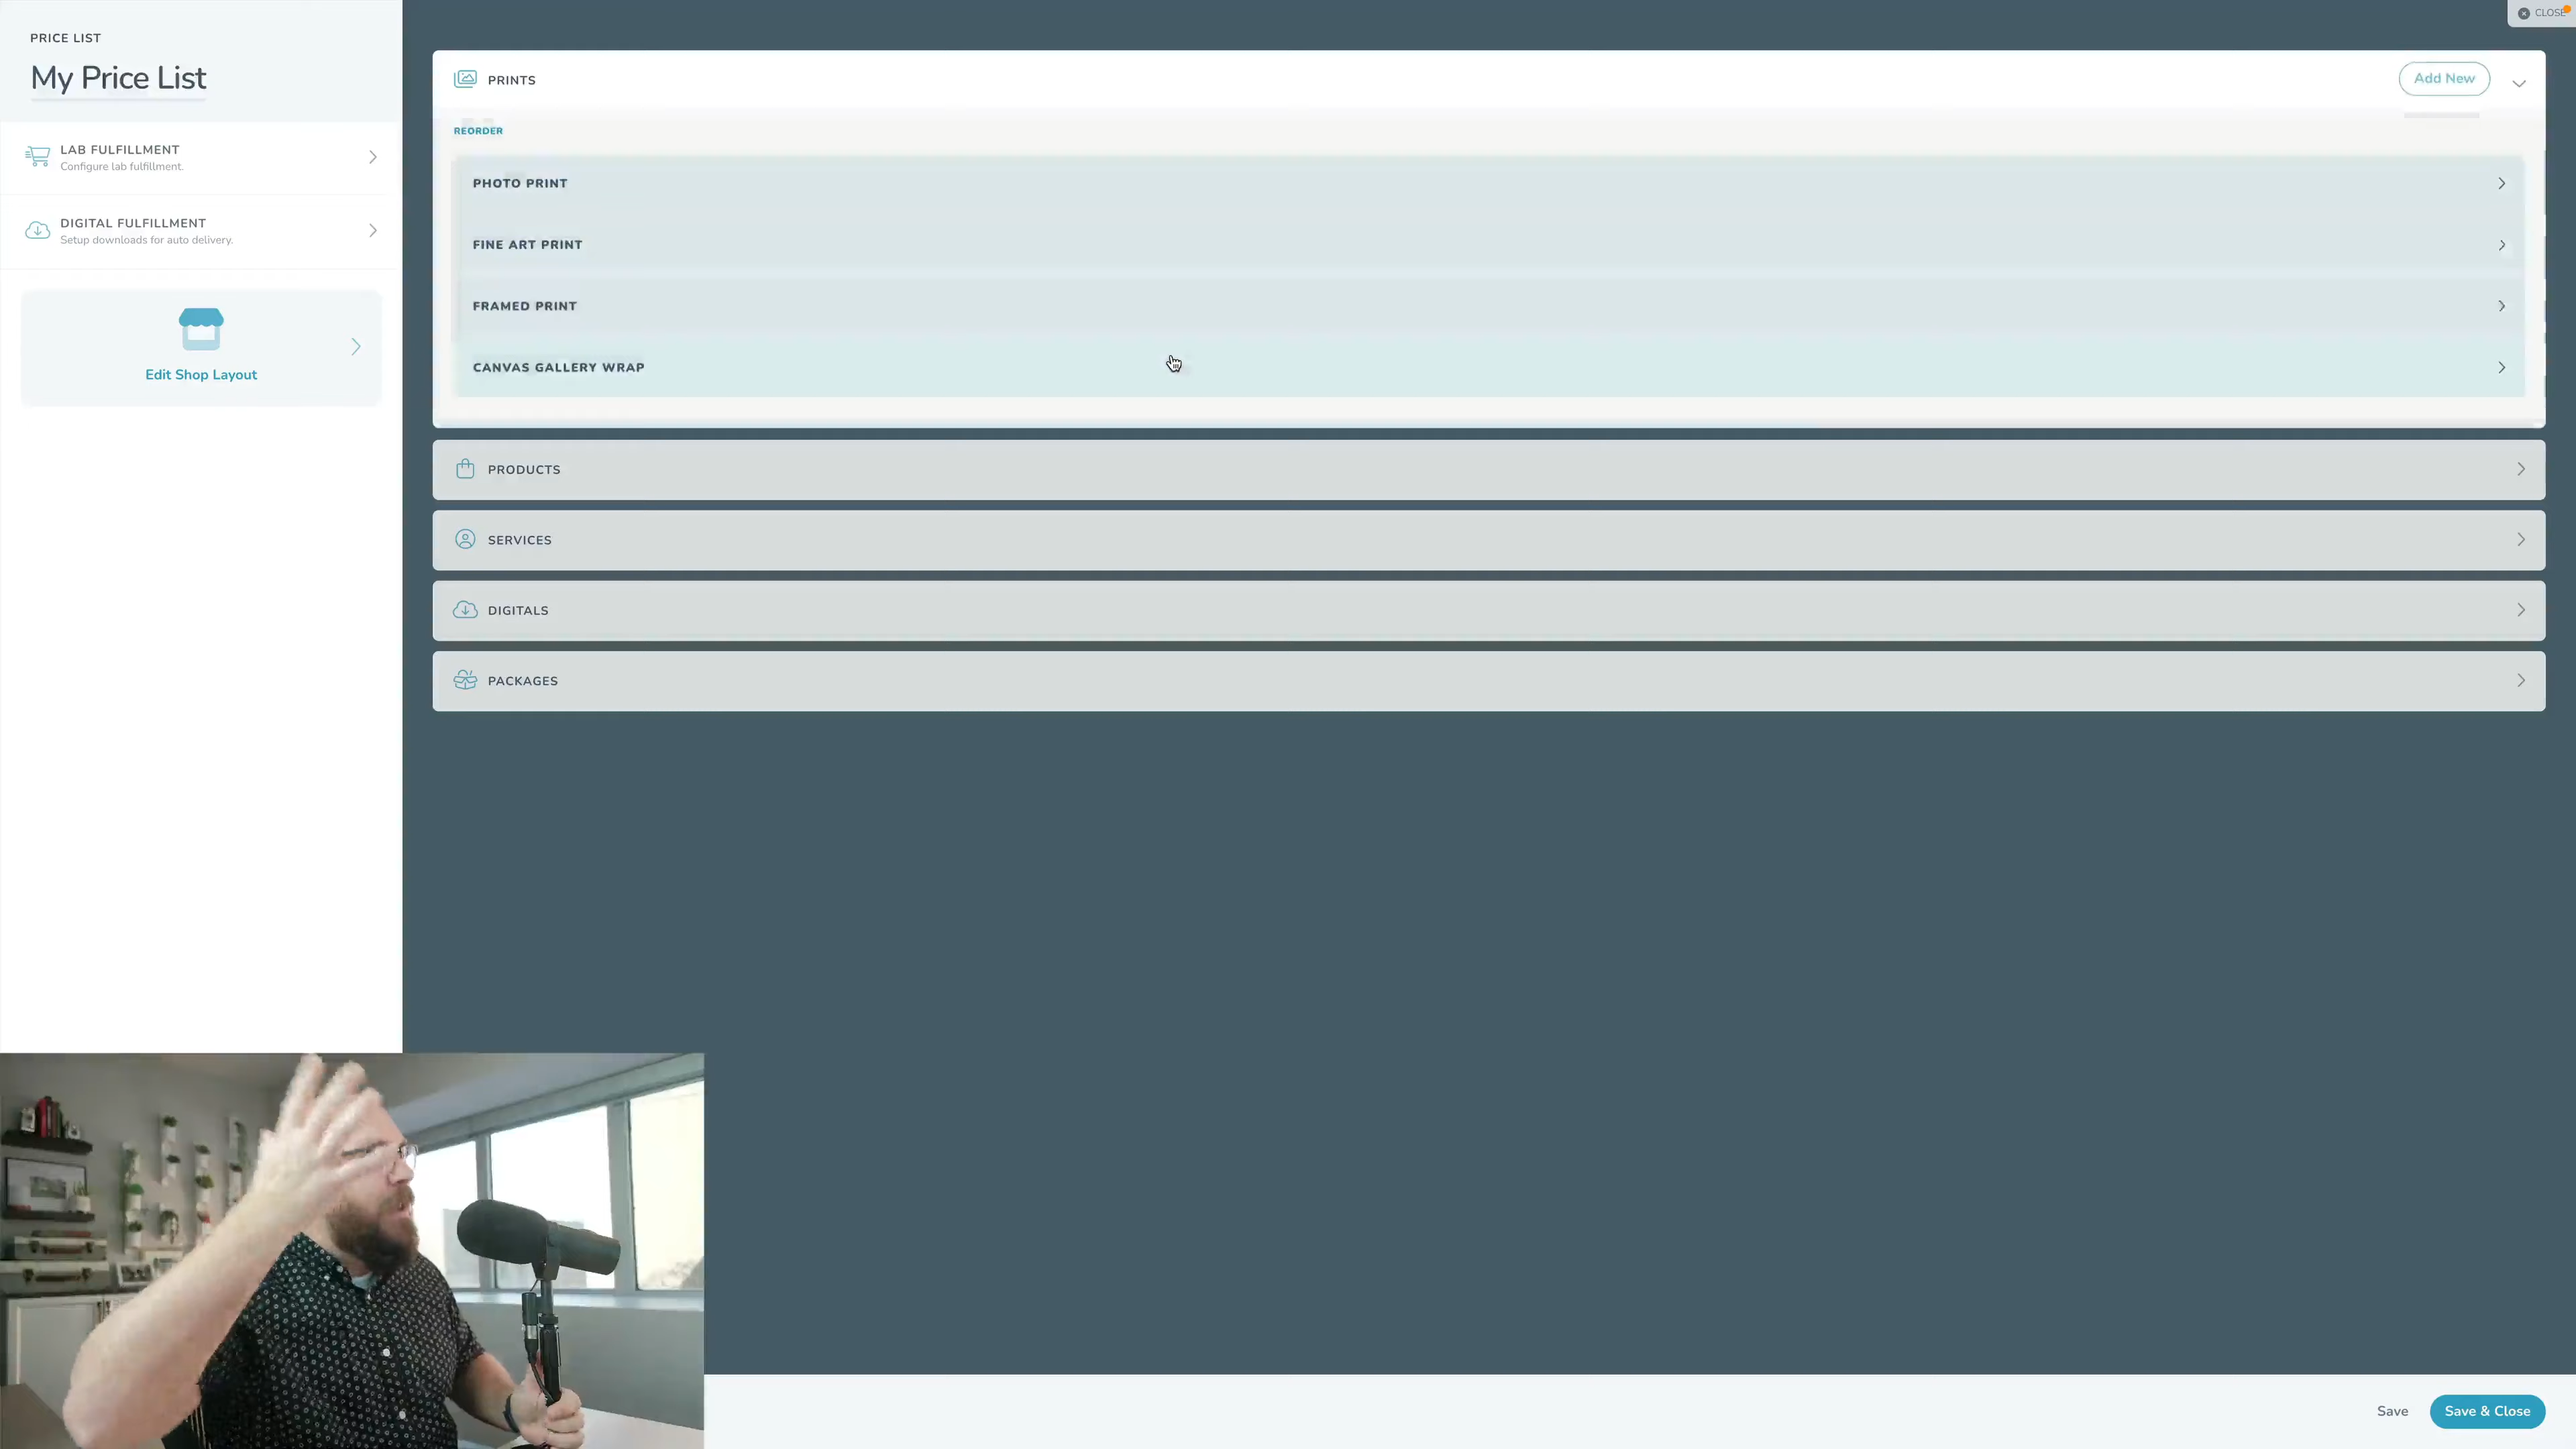 PRICE LIST
My Price List
LAB FULFILLMENT
Configure lab fulfillment.
DIGITAL FULFILLMENT
Setup downloads for auto delivery.
Edit Shop Layout
CLOSE
PRINTS
Add New
REORDER
PHOTO PRINT
FINE ART PRINT
FRAMED PRINT
CANVAS GALLERY WRAP
PRODUCTS
SERVICES
DIGITALS
PACKAGES
Save
Save & Close